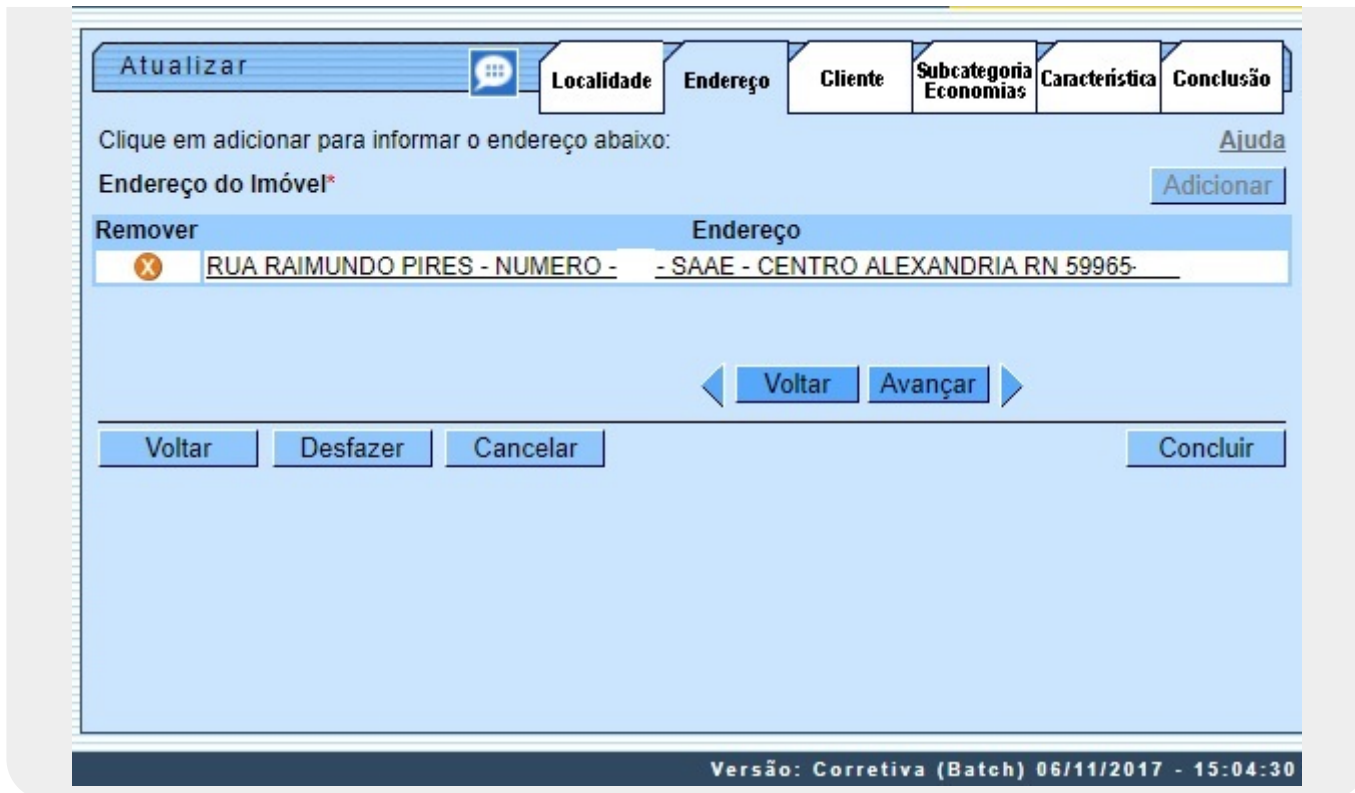 Atualizar
Localidade
Endereço
Cliente
Subcategoria
Economias
Característica
Conclusão
Clique em adicionar para informar o endereço abaixo:
Ajuda
Endereço do Imóvel*
Adicionar
Remover
Endereço
RUA RAIMUNDO PIRES - NUMERO - - SAAE - CENTRO ALEXANDRIA RN 59965-
Voltar
Avançar
Voltar
Desfazer
Cancelar
Concluir
Versão: Corretiva (Batch) 06/11/2017 - 15:04:30